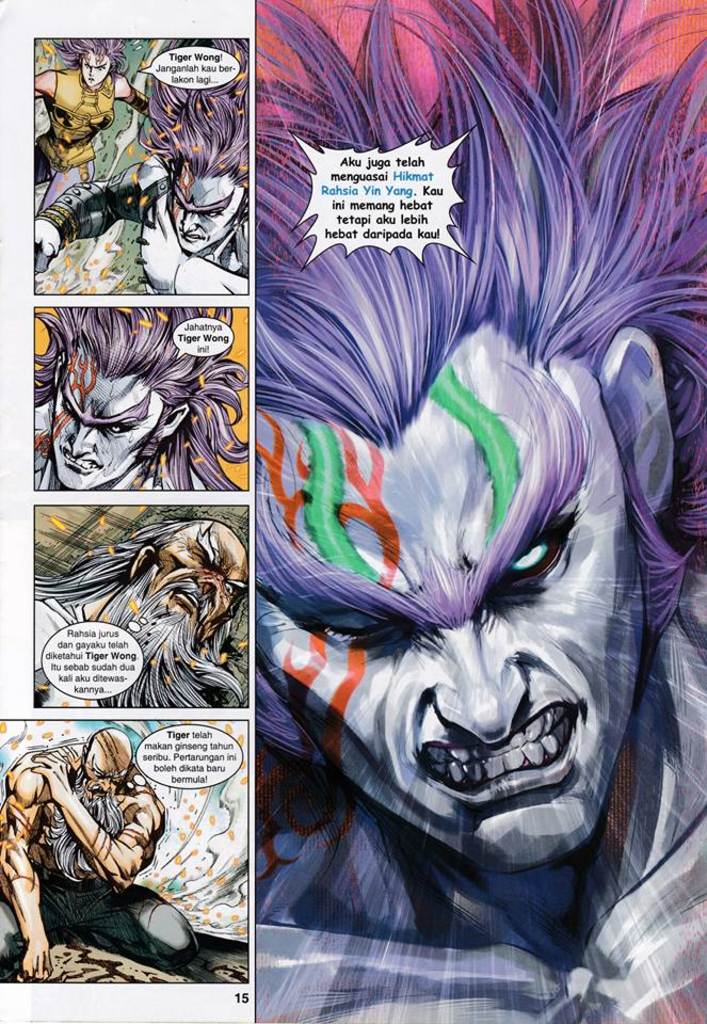 Tiger Wong!
Janganlah kau ber-
lakon lagi...
Jahatnya
Tiger Wong
ini!
Rahsia jurus
dan gayaku telah
diketahui Tiger Wong.
Itu sebab sudah dua
kali aku ditewas-
kannya...
Tiger telah
makan ginseng tahun
seribu. Pertarungan ini
boleh dikata baru
bermula!
15
Aku juga telah
menguasai Hikmat
Rahsia Yin Yang. Kau
ini memang hebat
tetapi aku lebih
hebat daripada kau!